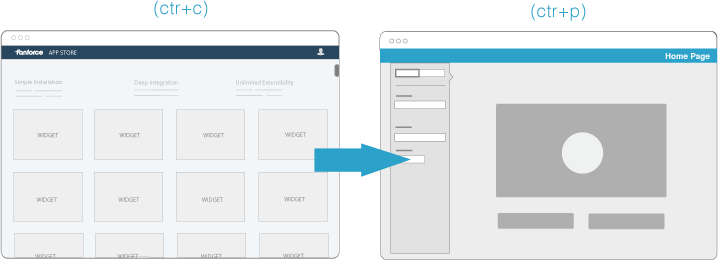 (ctr+c)
(ctr+p)
fanforce APP STORE
Home Page
Simple Installation
Deep Integration
Unlimited Extensibility
WIDGET WIDGET WIDGET WIDGET
WIDGET WIDGET WIDGET WIDGET
WIDGET WIDGET WIDGET WIDGET